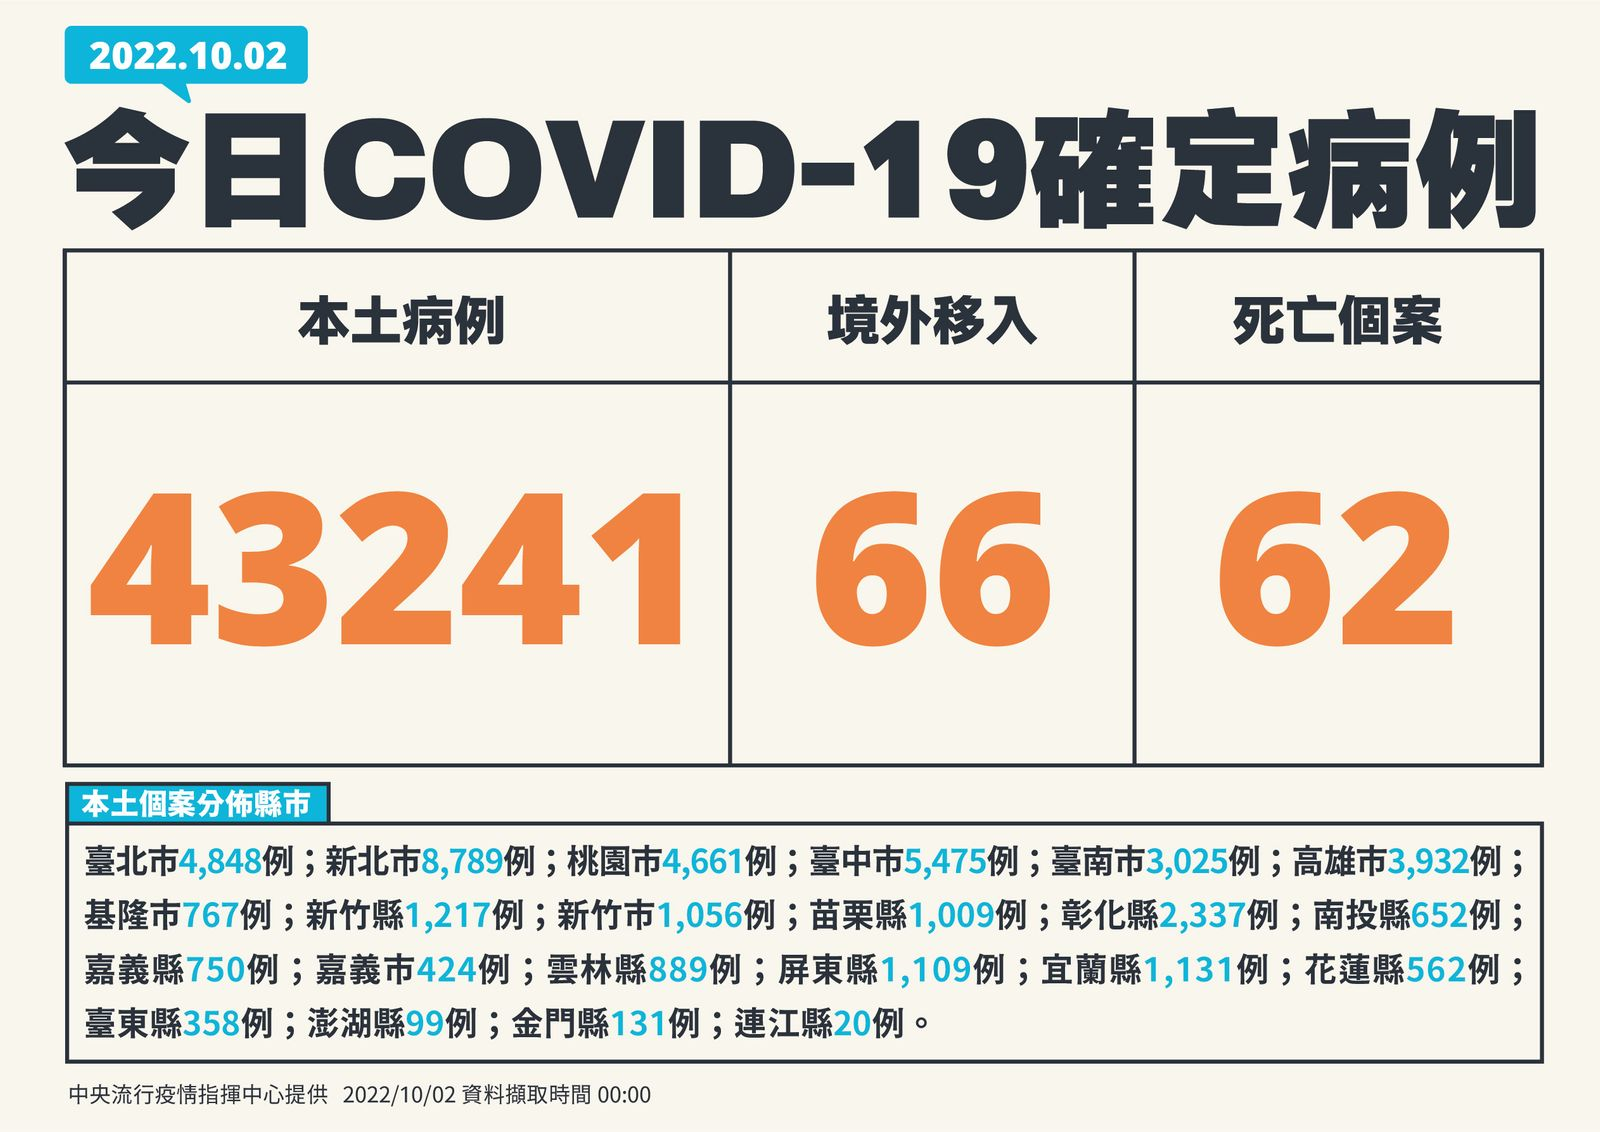 2022.10.02
今日COVID-19確定病例
本土病例 境外移入 死亡個案
43241 66 62
本土個案分佈縣市
臺北市4,848例；新北市8,789例；桃園市4,661例；臺中市5,475例；臺南市3,025例；高雄市3,932例；
基隆市767例；新竹縣1,217例；新竹市1,056例；苗栗縣1,009例；彰化縣2,337例；南投縣652例；
嘉義縣750例；嘉義市424例；雲林縣889例；屏東縣1,109例；宜蘭縣1,131例；花蓮縣562例；
臺東縣358例；澎湖縣99例；金門縣131例；連江縣20例。
中央流行疫情指揮中心提供 2022/10/02 資料擷取時間 00:00